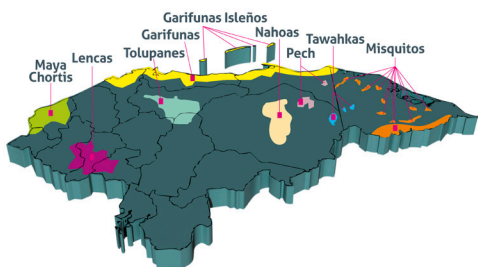 Garifunas Isleños
Garifunas
Tolupanes
Lencas
Maya
Chortis
Nahoas
Pech
Tawahkas
Misquitos